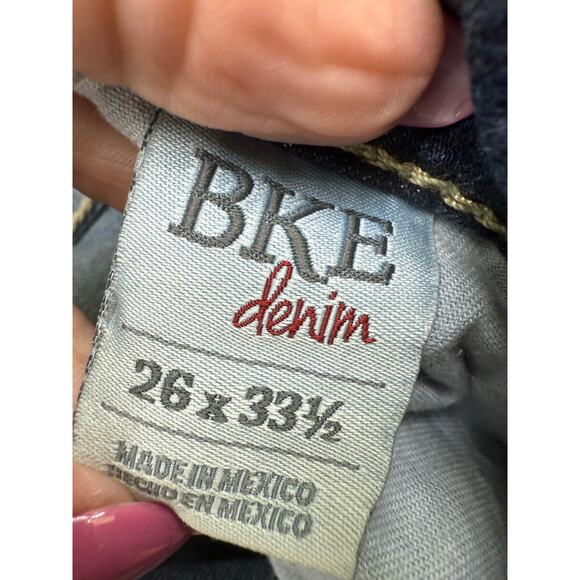 BKE
denim
26 x 33½
MADE IN MEXICO
HECHO EN MEXICO